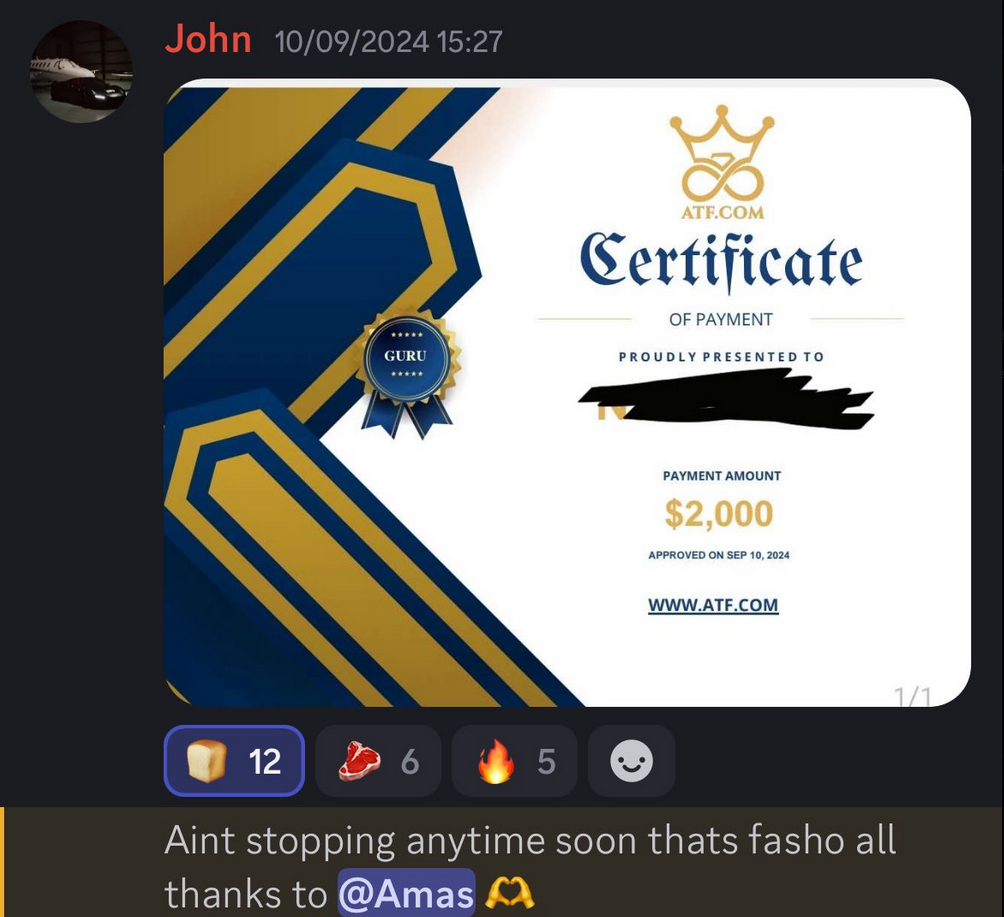 John 10/09/2024 15:27
ATF.COM
Certificate
OF PAYMENT
PROUDLY PRESENTED TO
GURU
PAYMENT AMOUNT
$2,000
APPROVED ON SEP 10, 2024
WWW.ATF.COM
1/1
12 6 5
Aint stopping anytime soon thats fasho all
thanks to @Amas 🫶